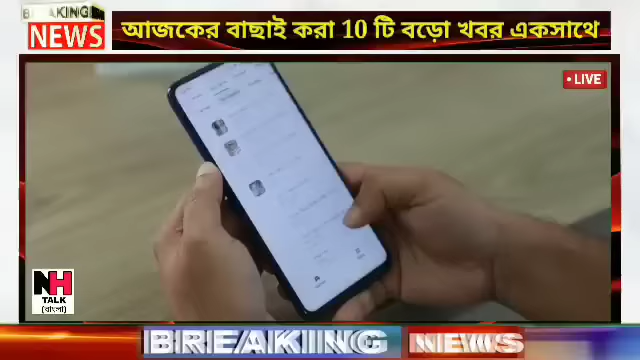 BREAKING
NEWS
আজকের বাছাই করা 10 টি বড়ো খবর একসাথে
LIVE
NH
TALK
(বাংলা)
BREAKING NEWS